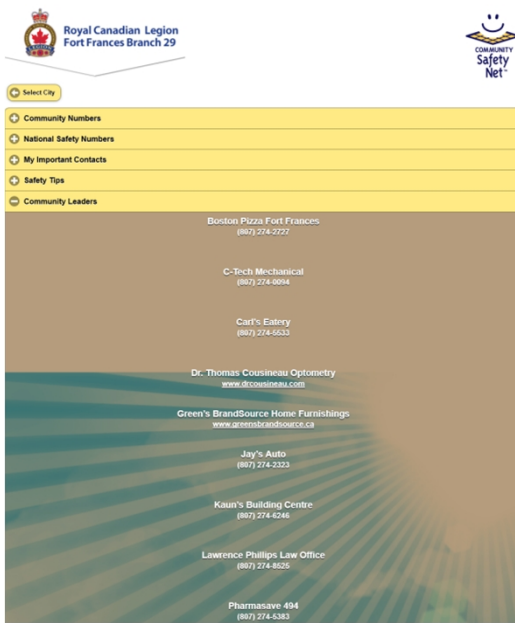 Royal Canadian Legion
Fort Frances Branch 29
COMMUNITY
Safety
Net™
Select City
Community Numbers
National Safety Numbers
My Important Contacts
Safety Tips
Community Leaders
Boston Pizza Fort Frances
(807) 274-2727
C-Tech Mechanical
(807) 274-0094
Carl's Eatery
(807) 274-5533
Dr. Thomas Cousineau Optometry
www.drcousineau.com
Green's BrandSource Home Furnishings
www.greensbrandsource.ca
Jay's Auto
(807) 274-2323
Kaun's Building Centre
(807) 274-6246
Lawrence Phillips Law Office
(807) 274-8525
Pharmasave 494
(807) 274-5383